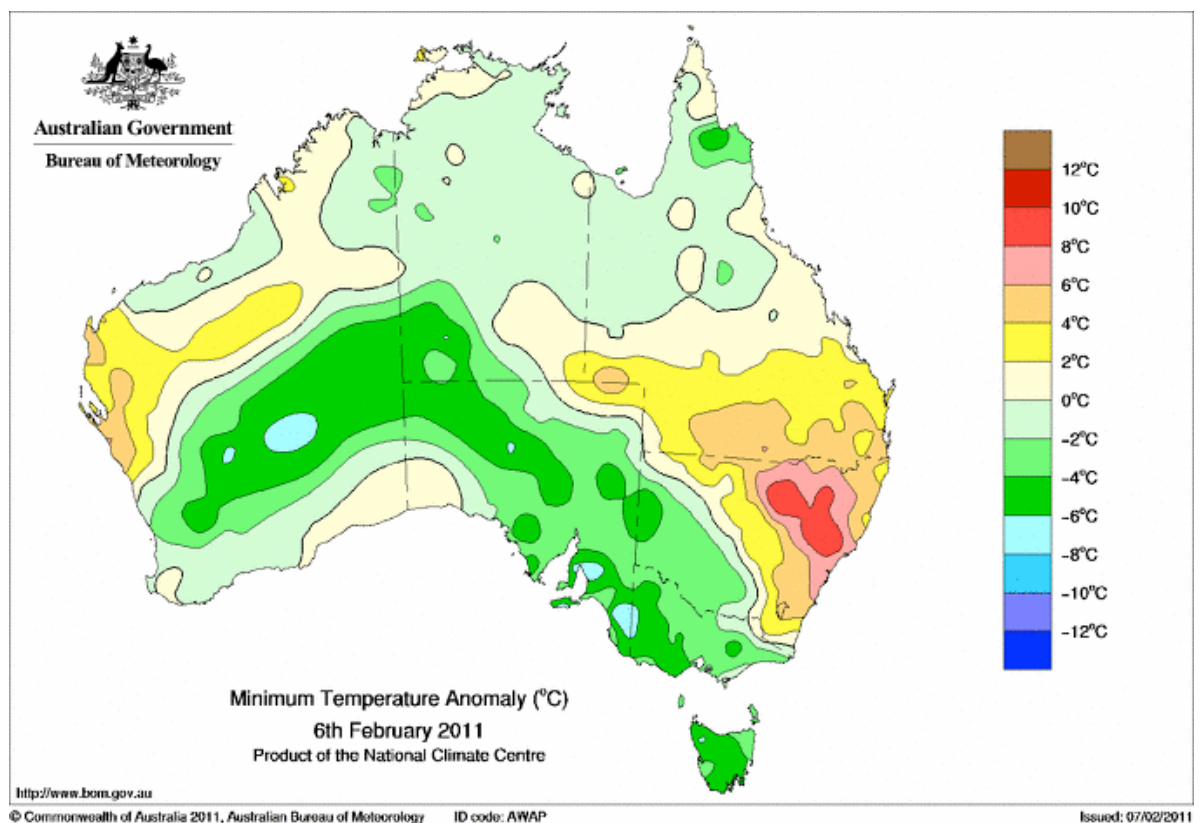 Australian Government
Bureau of Meteorology
12°C
10°C
8°C
6°C
4°C
2°C
0°C
−2°C
−4°C
−6°C
−8°C
−10°C
−12°C
Minimum Temperature Anomaly (°C)
6th February 2011
Product of the National Climate Centre
http://www.bom.gov.au
© Commonwealth of Australia 2011, Australian Bureau of Meteorology ID code: AWAP Issued: 07/02/2011